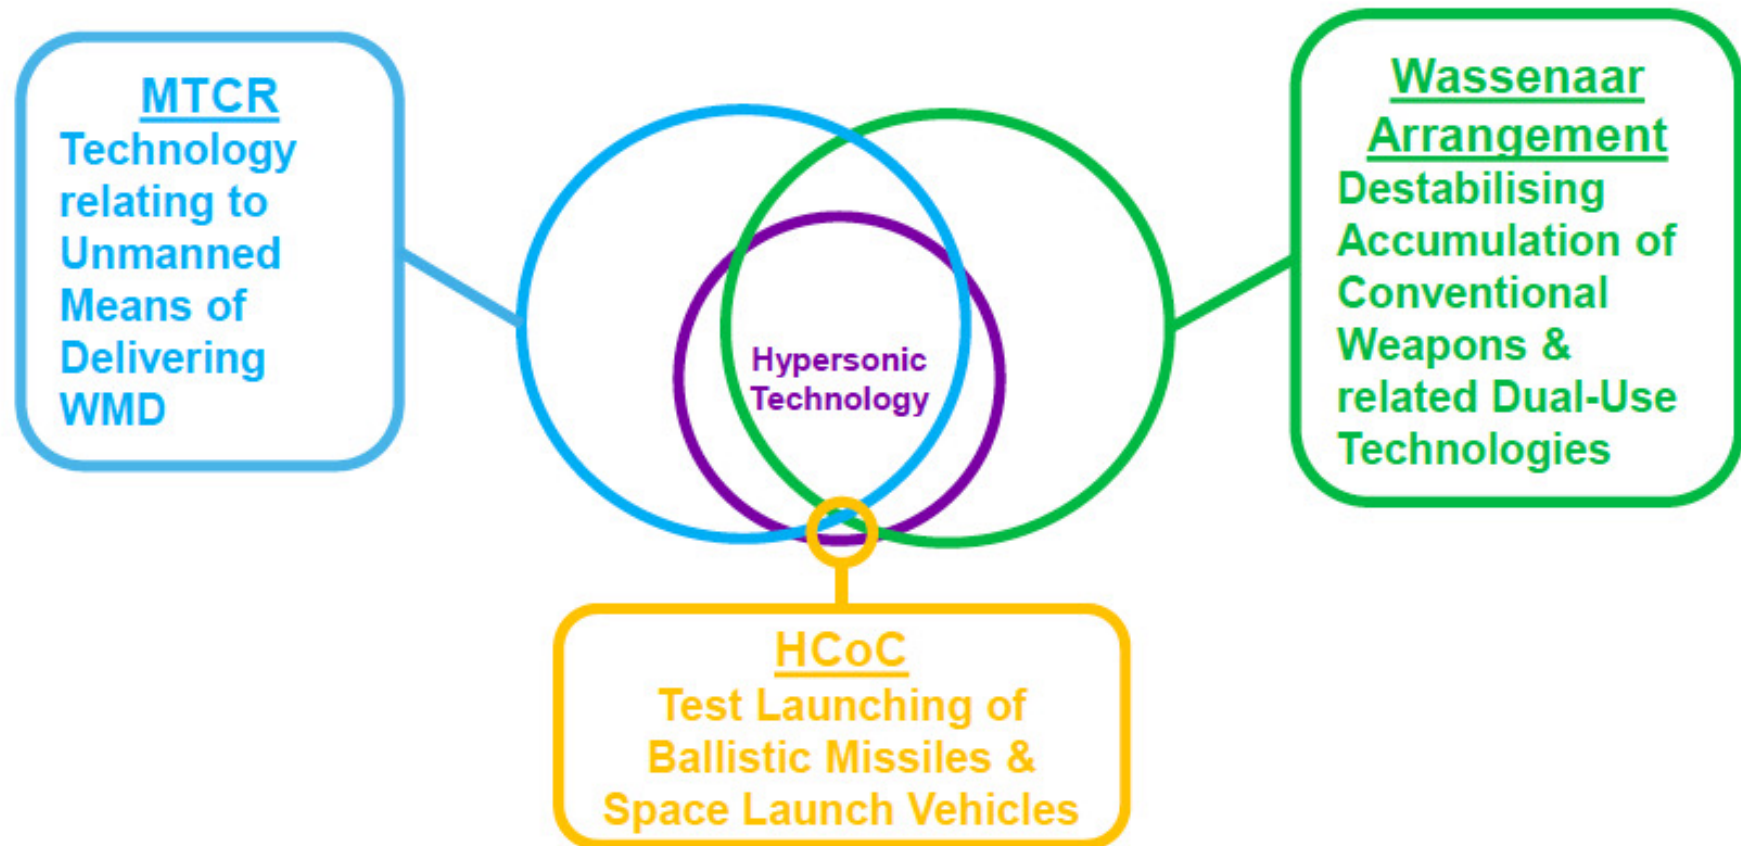 MTCR
Technology
relating to
Unmanned
Means of
Delivering
WMD
Wassenaar
Arrangement
Destabilising
Accumulation of
Conventional
Weapons &
related Dual-Use
Technologies
Hypersonic
Technology
HCoC
Test Launching of
Ballistic Missiles &
Space Launch Vehicles